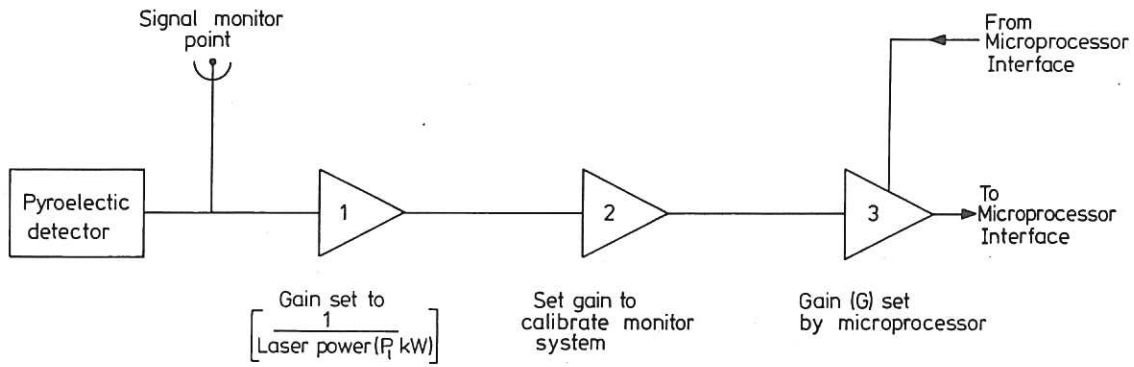 Signal monitor
point
From
Microprocessor
Interface
Pyroelectic
detector
1
2
3
To
Microprocessor
Interface
Gain set to
[1 / Laser power (P₁ kW)]
Set gain to
calibrate monitor
system
Gain (G) set
by microprocessor